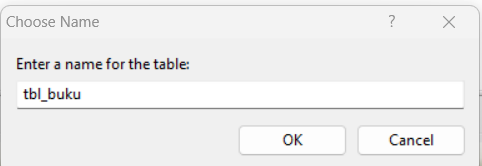 Choose Name
Enter a name for the table:
tbl_buku
OK Cancel